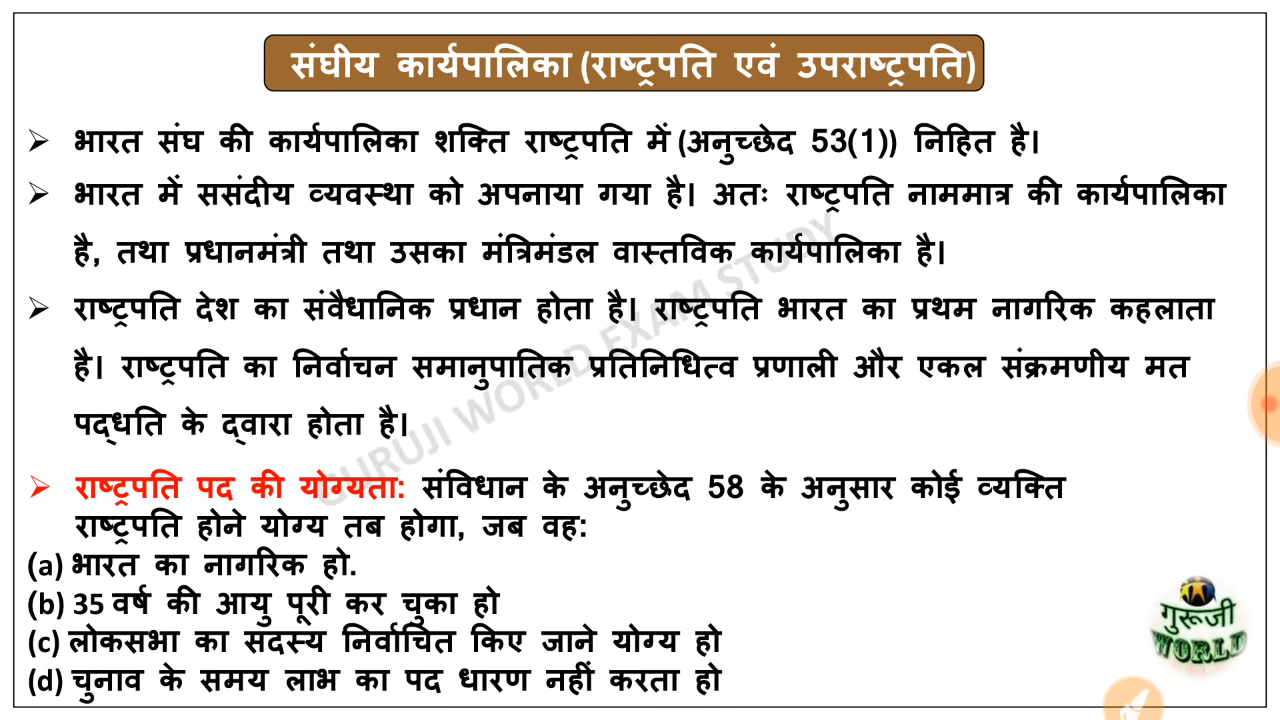 संघीय कार्यपालिका (राष्ट्रपति एवं उपराष्ट्रपति)
➢ भारत संघ की कार्यपालिका शक्ति राष्ट्रपति में (अनुच्छेद 53(1)) निहित है।
➢ भारत में ससंदीय व्यवस्था को अपनाया गया है। अतः राष्ट्रपति नाममात्र की कार्यपालिका
है, तथा प्रधानमंत्री तथा उसका मंत्रिमंडल वास्तविक कार्यपालिका है।
➢ राष्ट्रपति देश का संवैधानिक प्रधान होता है। राष्ट्रपति भारत का प्रथम नागरिक कहलाता
है। राष्ट्रपति का निर्वाचन समानुपातिक प्रतिनिधित्व प्रणाली और एकल संक्रमणीय मत
पद्धति के द्वारा होता है।
➢ राष्ट्रपति पद की योग्यता: संविधान के अनुच्छेद 58 के अनुसार कोई व्यक्ति
राष्ट्रपति होने योग्य तब होगा, जब वह:
(a) भारत का नागरिक हो.
(b) 35 वर्ष की आयु पूरी कर चुका हो
(c) लोकसभा का सदस्य निर्वाचित किए जाने योग्य हो
(d) चुनाव के समय लाभ का पद धारण नहीं करता हो
GURUJI WORLD EXAM STUDY
गुरूजी
WORLD